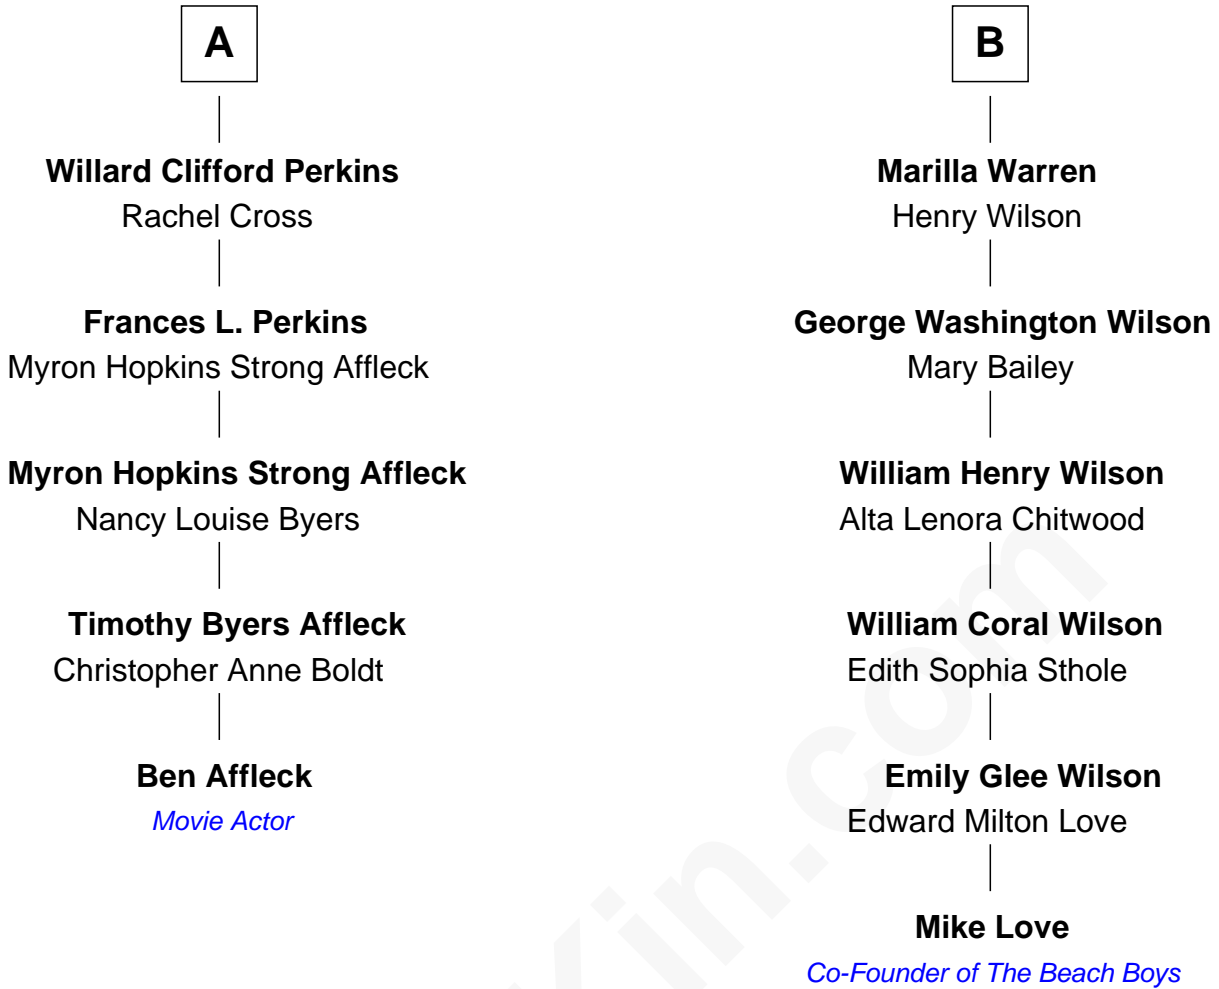 A
Willard Clifford Perkins
Rachel Cross
Frances L. Perkins
Myron Hopkins Strong Affleck
Myron Hopkins Strong Affleck
Nancy Louise Byers
Timothy Byers Affleck
Christopher Anne Boldt
Ben Affleck
Movie Actor
B
Marilla Warren
Henry Wilson
George Washington Wilson
Mary Bailey
William Henry Wilson
Alta Lenora Chitwood
William Coral Wilson
Edith Sophia Sthole
Emily Glee Wilson
Edward Milton Love
Mike Love
Co-Founder of The Beach Boys